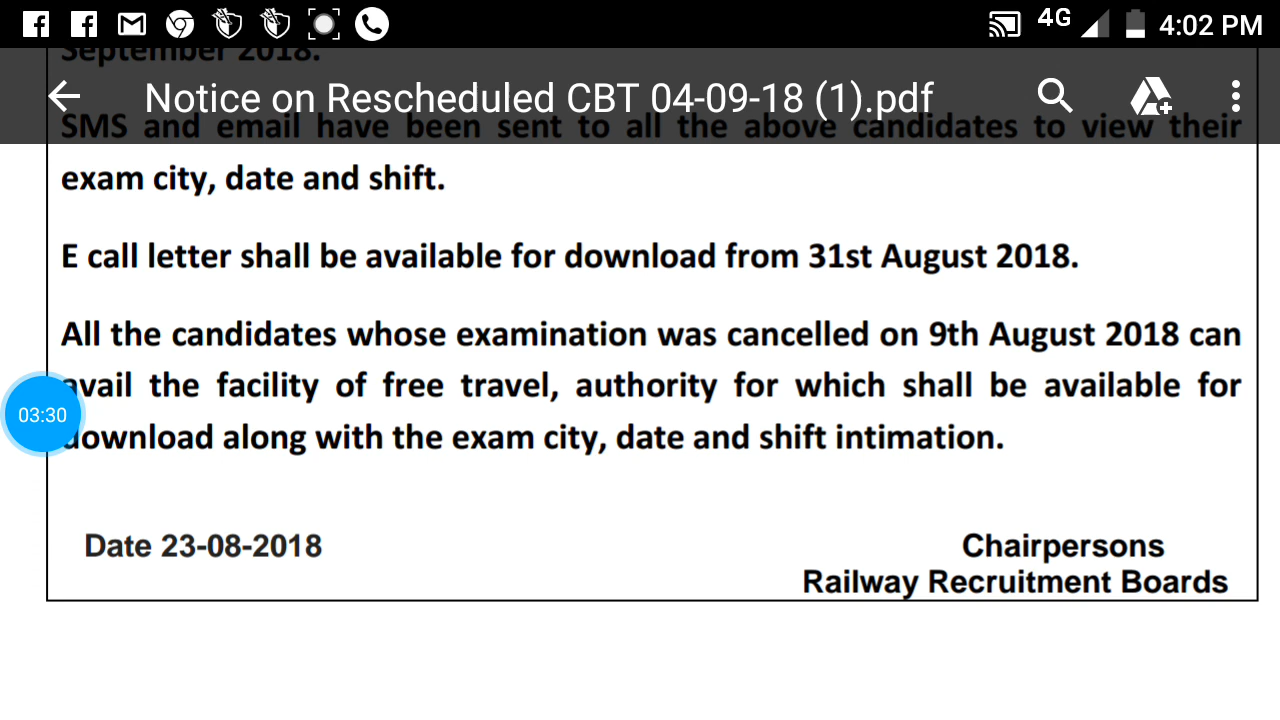 4G 4:02 PM
September 2018.
Notice on Rescheduled CBT 04-09-18 (1).pdf
SMS and email have been sent to all the above candidates to view their
exam city, date and shift.
E call letter shall be available for download from 31st August 2018.
All the candidates whose examination was cancelled on 9th August 2018 can
avail the facility of free travel, authority for which shall be available for
03:30
download along with the exam city, date and shift intimation.
Date 23-08-2018
Chairpersons
Railway Recruitment Boards